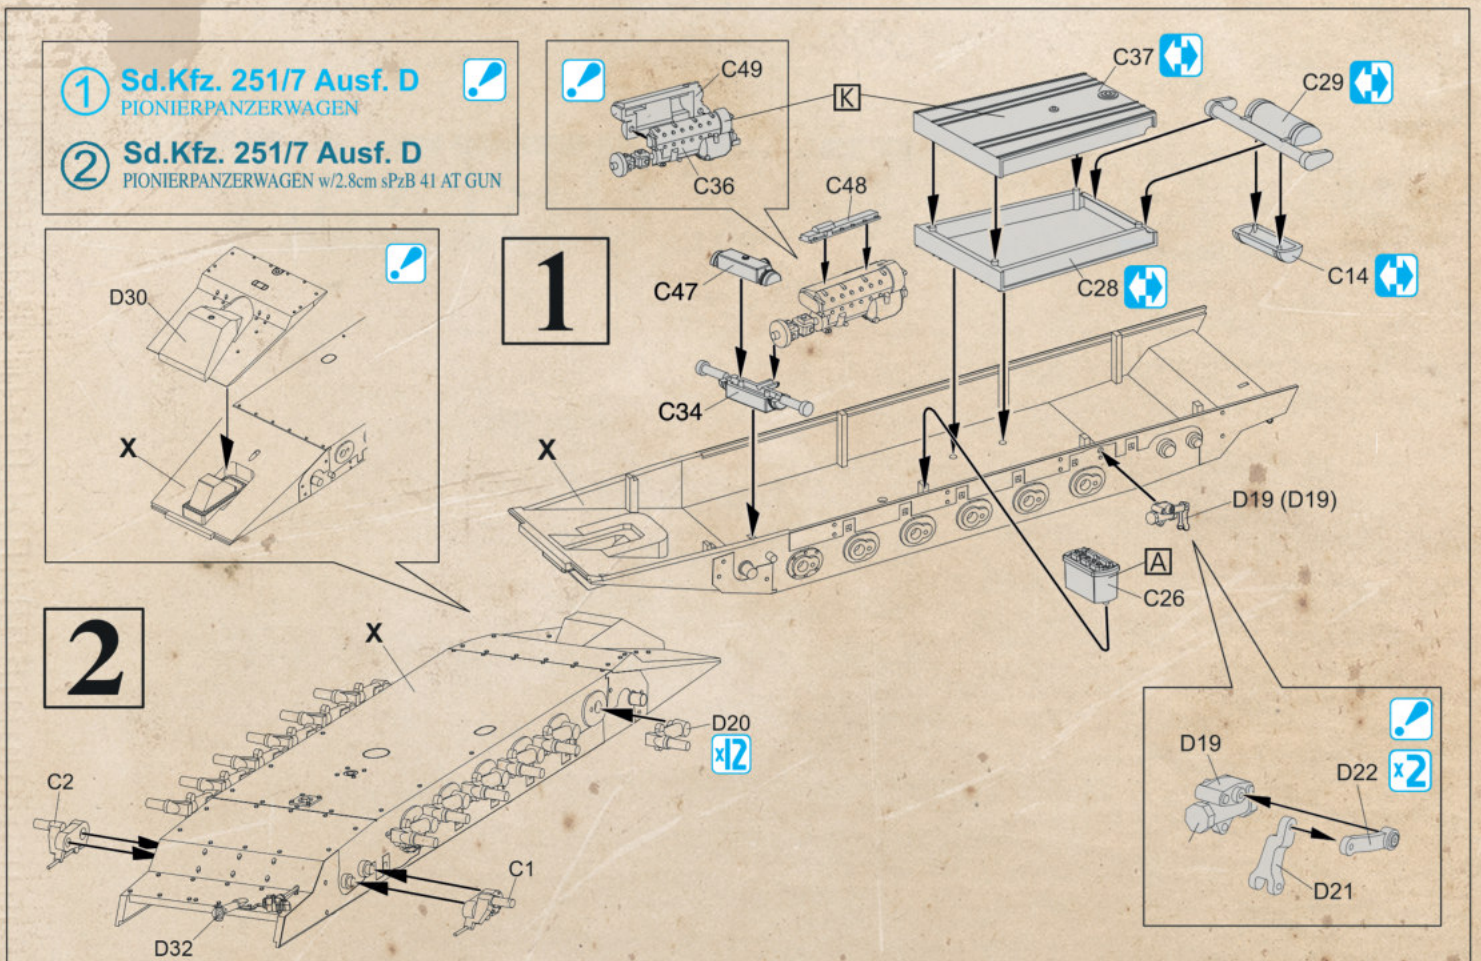 ① Sd.Kfz. 251/7 Ausf. D
PIONIERPANZERWAGEN
② Sd.Kfz. 251/7 Ausf. D
PIONIERPANZERWAGEN w/2.8cm sPzB 41 AT GUN
C49
C36
K
C37
C29
C48
C47
C28
C14
1
D30
X
C34
X
D19 (D19)
A
C26
2
X
D20
x12
C2
C1
D32
D19
D22
x2
D21